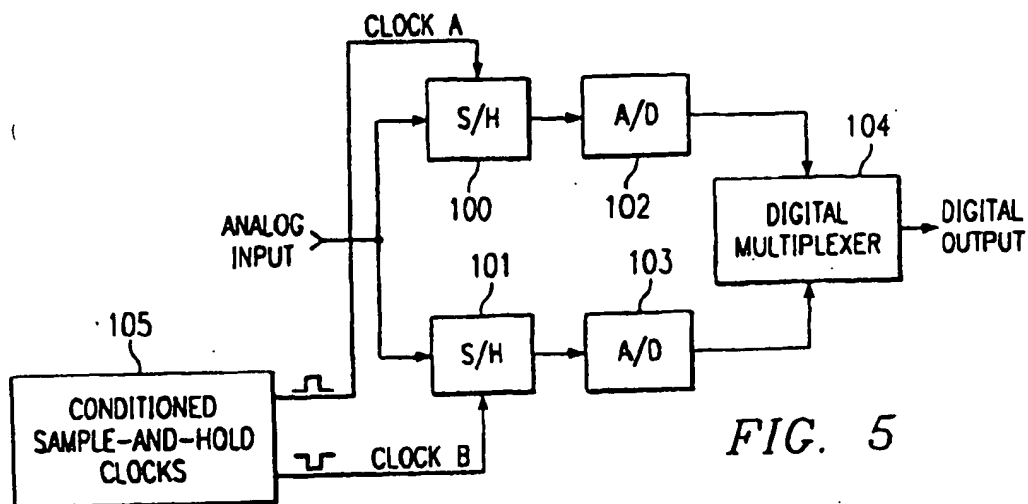 CLOCK A
S/H
100
A/D
102
104
DIGITAL
MULTIPLEXER
DIGITAL
OUTPUT
ANALOG
INPUT
101
S/H
103
A/D
105
CONDITIONED
SAMPLE-AND-HOLD
CLOCKS
CLOCK B
FIG. 5